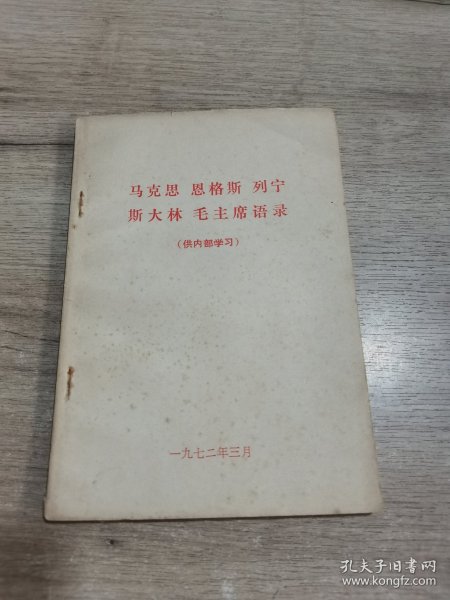 马克思 恩格斯 列宁
斯大林 毛主席语录
(供内部学习)
一九七二年三月
孔夫子旧书网
www.kongfz.com